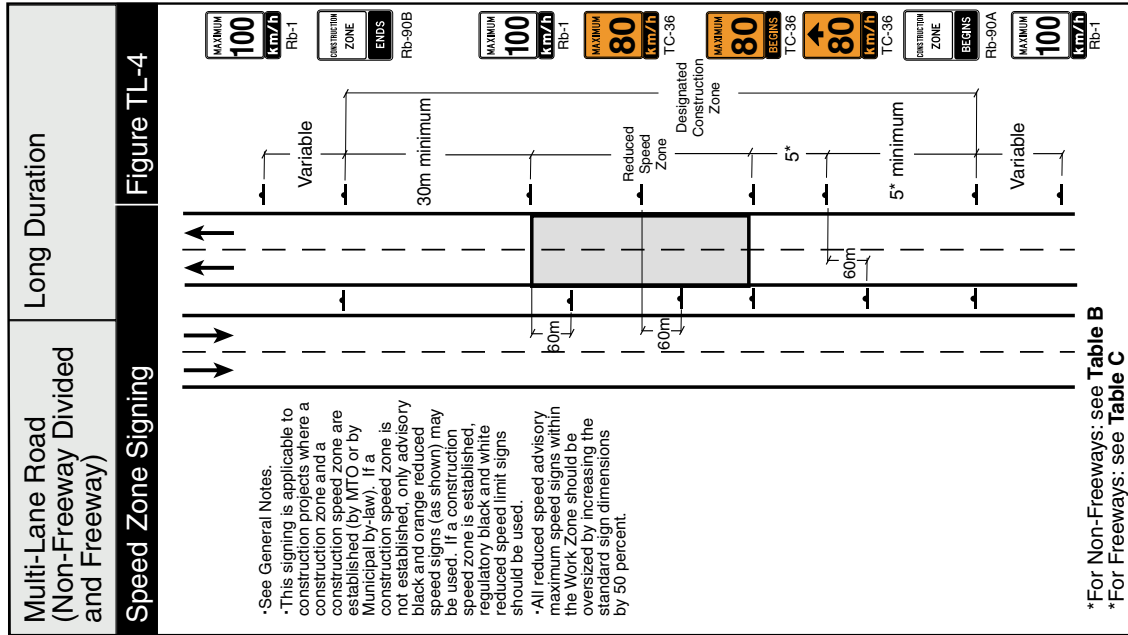 Multi-Lane Road
(Non-Freeway Divided
and Freeway)
Long Duration
Speed Zone Signing
Figure TL-4
•See General Notes.
•This signing is applicable to
construction projects where a
construction zone and a
construction speed zone are
established (by MTO or by
Municipal by-law). If a
construction speed zone is
not established, only advisory
black and orange reduced
speed signs (as shown) may
be used. If a construction
speed zone is established,
regulatory black and white
reduced speed limit signs
should be used.
•All reduced speed advisory
maximum speed signs within
the Work Zone should be
oversized by increasing the
standard sign dimensions
by 50 percent.
60m
60m
60m
Variable
30m minimum
Reduced
Speed
Zone
Designated
Construction
Zone
5*
5* minimum
Variable
MAXIMUM
100
km/h
Rb-1
CONSTRUCTION
ZONE
ENDS
Rb-90B
MAXIMUM
100
km/h
Rb-1
MAXIMUM
80
km/h
TC-36
MAXIMUM
80
BEGINS
TC-36
80
km/h
TC-36
CONSTRUCTION
ZONE
BEGINS
Rb-90A
MAXIMUM
100
km/h
Rb-1
*For Non-Freeways: see Table B
*For Freeways: see Table C